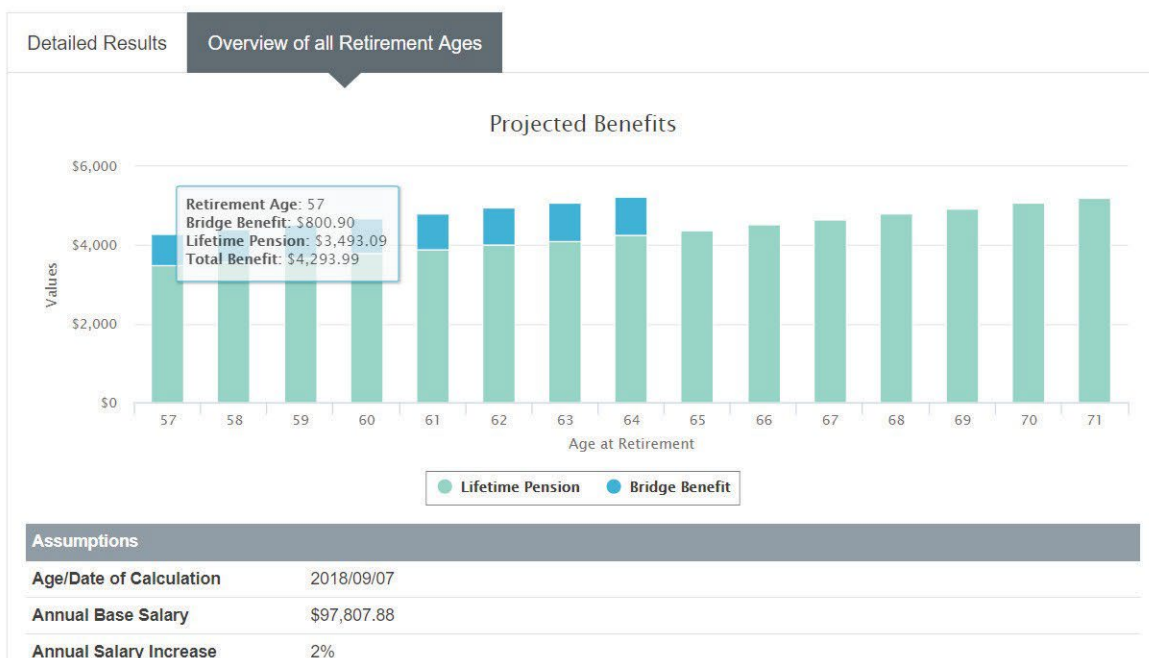 Detailed Results
Overview of all Retirement Ages
Projected Benefits
$6,000
$4,000
$2,000
$0
Values
Retirement Age: 57
Bridge Benefit: $800.90
Lifetime Pension: $3,493.09
Total Benefit: $4,293.99
57 58 59 60 61 62 63 64 65 66 67 68 69 70 71
Age at Retirement
Lifetime Pension Bridge Benefit
Assumptions
Age/Date of Calculation 2018/09/07
Annual Base Salary $97,807.88
Annual Salary Increase 2%